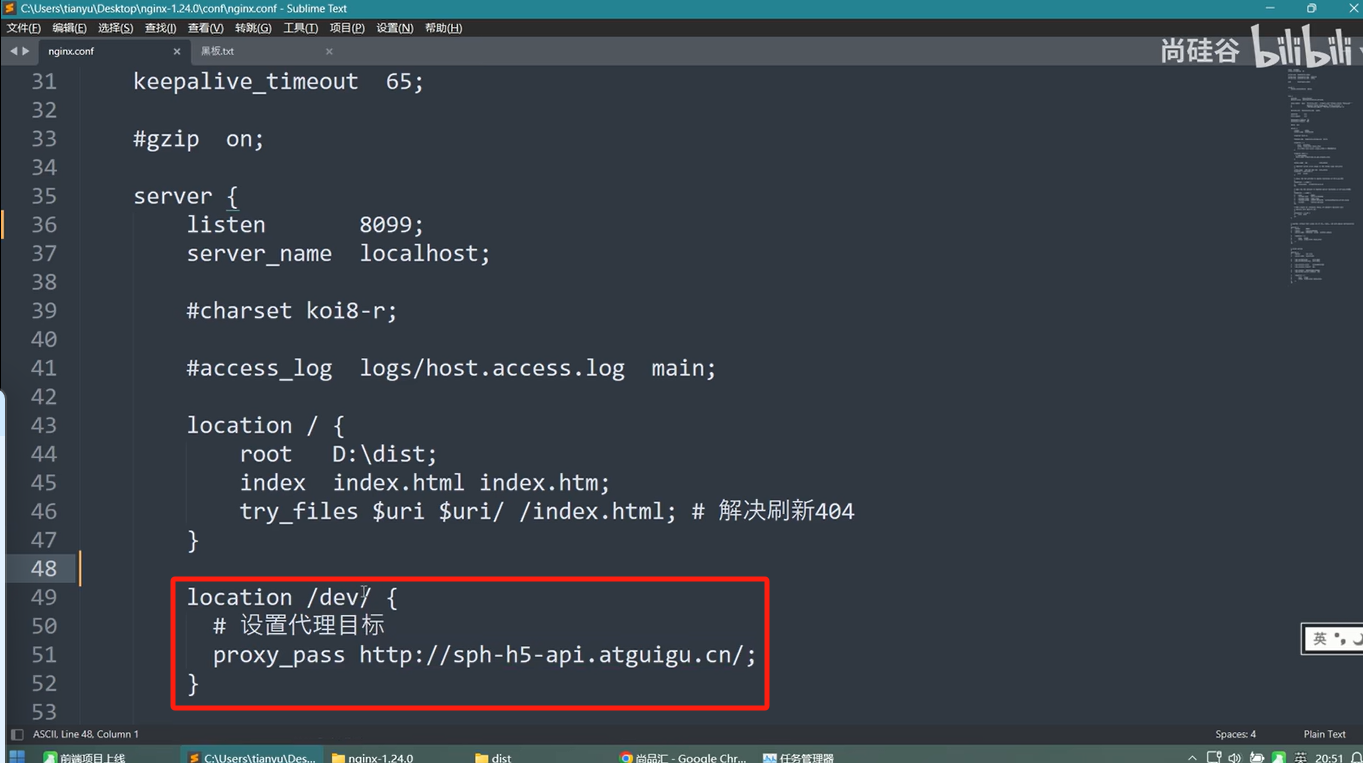 C:\Users\tianyu\Desktop\nginx-1.24.0\conf\nginx.conf - Sublime Text
文件(F) 编辑(E) 选择(S) 查找(I) 查看(V) 转跳(G) 工具(T) 项目(P) 设置(N) 帮助(H)
nginx.conf 黑板.txt
尚硅谷 bilibili
31 keepalive_timeout 65;
32
33 #gzip on;
34
35 server {
36 listen 8099;
37 server_name localhost;
38
39 #charset koi8-r;
40
41 #access_log logs/host.access.log main;
42
43 location / {
44 root D:\dist;
45 index index.html index.htm;
46 try_files $uri $uri/ /index.html; # 解决刷新404
47 }
48
49 location /dev/ {
50 # 设置代理目标
51 proxy_pass http://sph-h5-api.atguigu.cn/;
52 }
53
英
ASCII, Line 48, Column 1 Spaces: 4 Plain Text
前端项目上线 C:\Users\tianyu\Des... nginx-1.24.0 dist 尚品汇 - Google Chr... 任务管理器 英 20:51